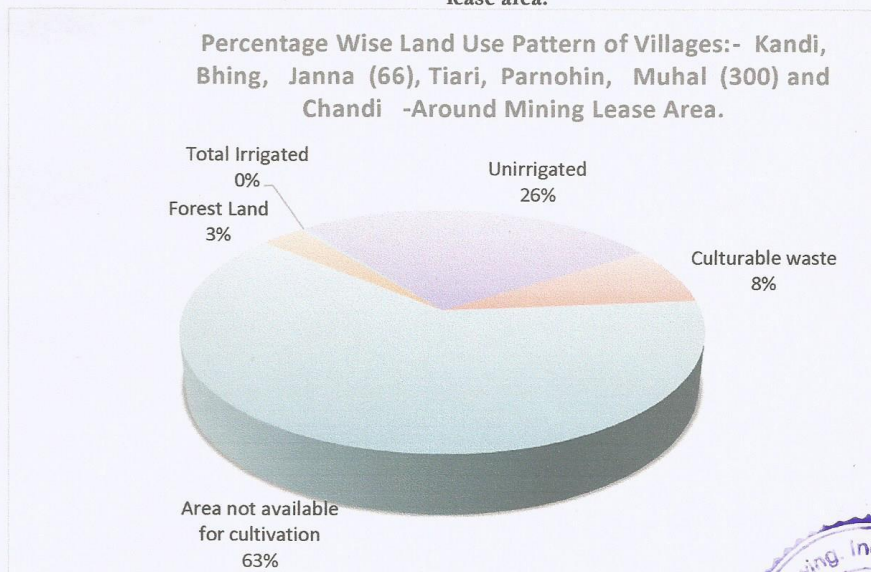 lease area.
Percentage Wise Land Use Pattern of Villages:- Kandi,
Bhing, Janna (66), Tiari, Parnohin, Muhal (300) and
Chandi -Around Mining Lease Area.
Total Irrigated
0%
Forest Land
3%
Unirrigated
26%
Culturable waste
8%
Area not available
for cultivation
63%